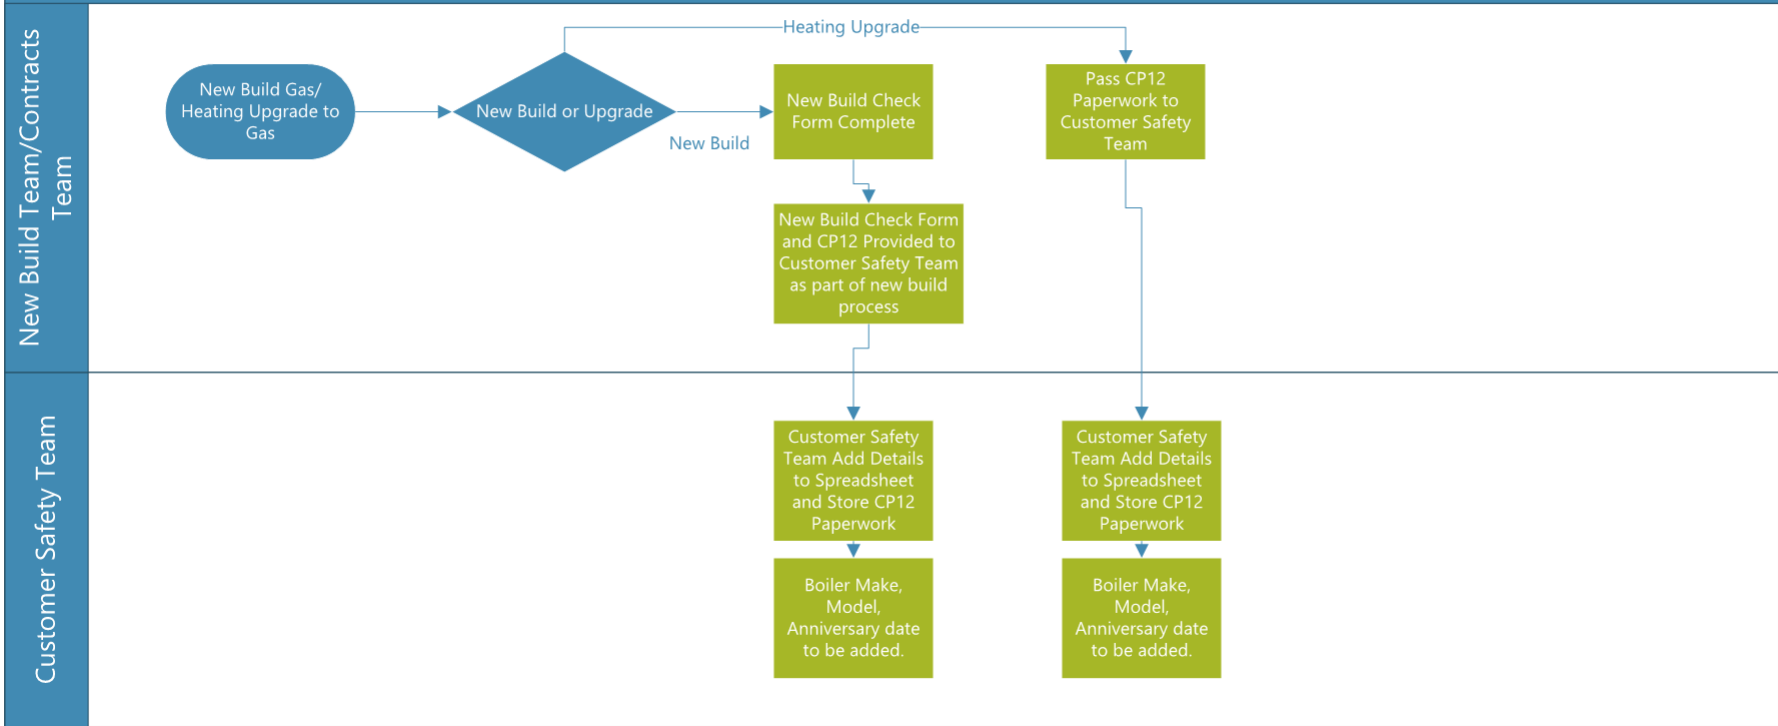 New Build Team/Contracts
Team
New Build Gas/
Heating Upgrade to
Gas
New Build or Upgrade
Heating Upgrade
New Build
New Build Check
Form Complete
Pass CP12
Paperwork to
Customer Safety
Team
New Build Check Form
and CP12 Provided to
Customer Safety Team
as part of new build
process
Customer Safety Team
Customer Safety
Team Add Details
to Spreadsheet
and Store CP12
Paperwork
Customer Safety
Team Add Details
to Spreadsheet
and Store CP12
Paperwork
Boiler Make,
Model,
Anniversary date
to be added.
Boiler Make,
Model,
Anniversary date
to be added.